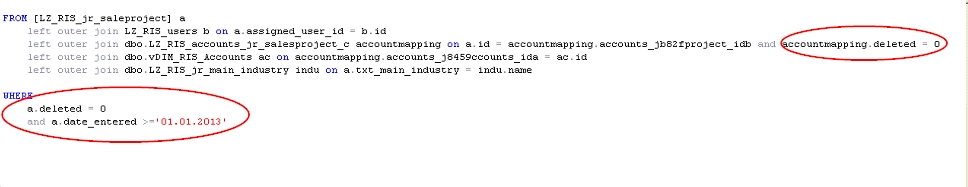 FROM [LZ_RIS_jr_saleproject] a
left outer join LZ_RIS_users b on a.assigned_user_id = b.id
left outer join dbo.LZ_RIS_accounts_jr_salesproject_c accountmapping on a.id = accountmapping.accounts_jb82fproject_idb and accountmapping.deleted = 0
left outer join dbo.vDIM_RIS_Accounts ac on accountmapping.accounts_j8459ccounts_ida = ac.id
left outer join dbo.LZ_RIS_jr_main_industry indu on a.txt_main_industry = indu.name
WHERE
a.deleted = 0
and a.date_entered >='01.01.2013'